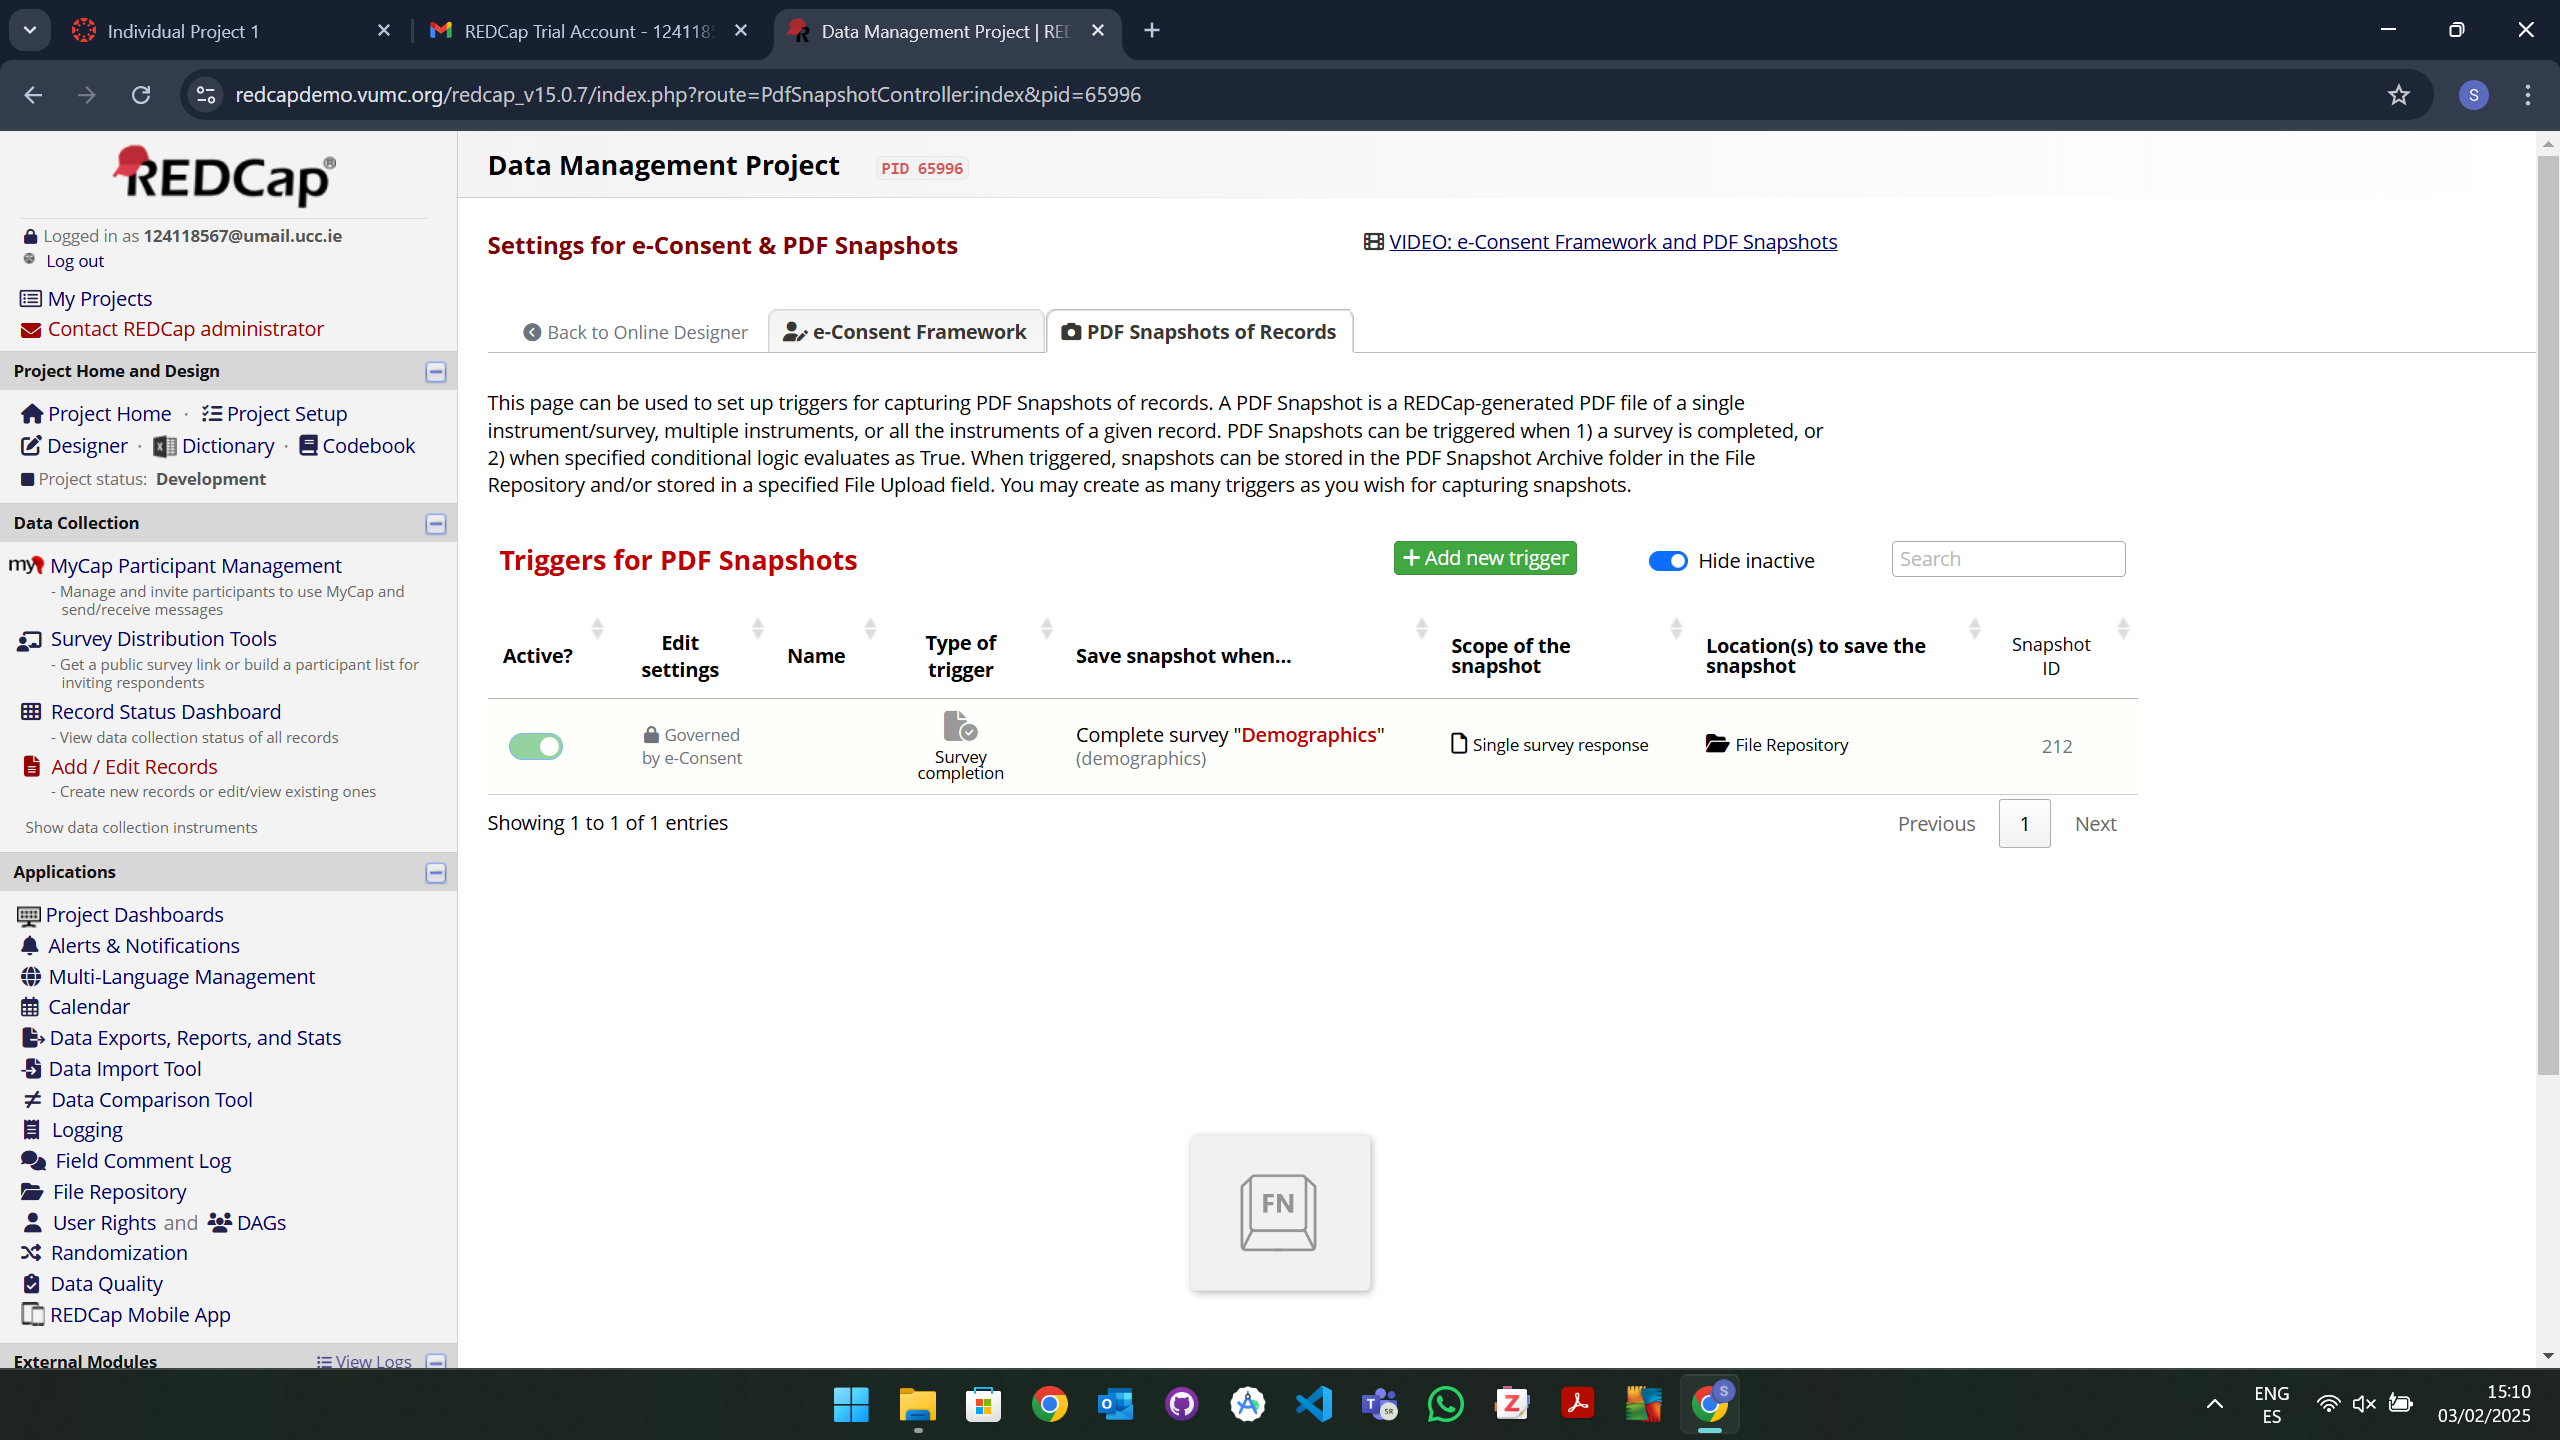 Individual Project 1
REDCap Trial Account - 124118
Data Management Project | RED
redcapdemo.vumc.org/redcap_v15.0.7/index.php?route=PdfSnapshotController:index&pid=65996
S
REDCap®
Logged in as 124118567@umail.ucc.ie
Log out
My Projects
Contact REDCap administrator
Project Home and Design
Project Home · Project Setup
Designer · Dictionary · Codebook
Project status: Development
Data Collection
my MyCap Participant Management
- Manage and invite participants to use MyCap and
send/receive messages
Survey Distribution Tools
- Get a public survey link or build a participant list for
inviting respondents
Record Status Dashboard
- View data collection status of all records
Add / Edit Records
- Create new records or edit/view existing ones
Show data collection instruments
Applications
Project Dashboards
Alerts & Notifications
Multi-Language Management
Calendar
Data Exports, Reports, and Stats
Data Import Tool
Data Comparison Tool
Logging
Field Comment Log
File Repository
User Rights and DAGs
Randomization
Data Quality
REDCap Mobile App
External Modules View Logs
Data Management Project PID 65996
Settings for e-Consent & PDF Snapshots
VIDEO: e-Consent Framework and PDF Snapshots
Back to Online Designer
e-Consent Framework
PDF Snapshots of Records
This page can be used to set up triggers for capturing PDF Snapshots of records. A PDF Snapshot is a REDCap-generated PDF file of a single
instrument/survey, multiple instruments, or all the instruments of a given record. PDF Snapshots can be triggered when 1) a survey is completed, or
2) when specified conditional logic evaluates as True. When triggered, snapshots can be stored in the PDF Snapshot Archive folder in the File
Repository and/or stored in a specified File Upload field. You may create as many triggers as you wish for capturing snapshots.
Triggers for PDF Snapshots
+ Add new trigger
Hide inactive
Search
Active?
Edit
settings
Name
Type of
trigger
Save snapshot when...
Scope of the
snapshot
Location(s) to save the
snapshot
Snapshot
ID
Governed
by e-Consent
Survey
completion
Complete survey "Demographics"
(demographics)
Single survey response
File Repository
212
Showing 1 to 1 of 1 entries
Previous 1 Next
FN
S
ENG
ES
15:10
03/02/2025